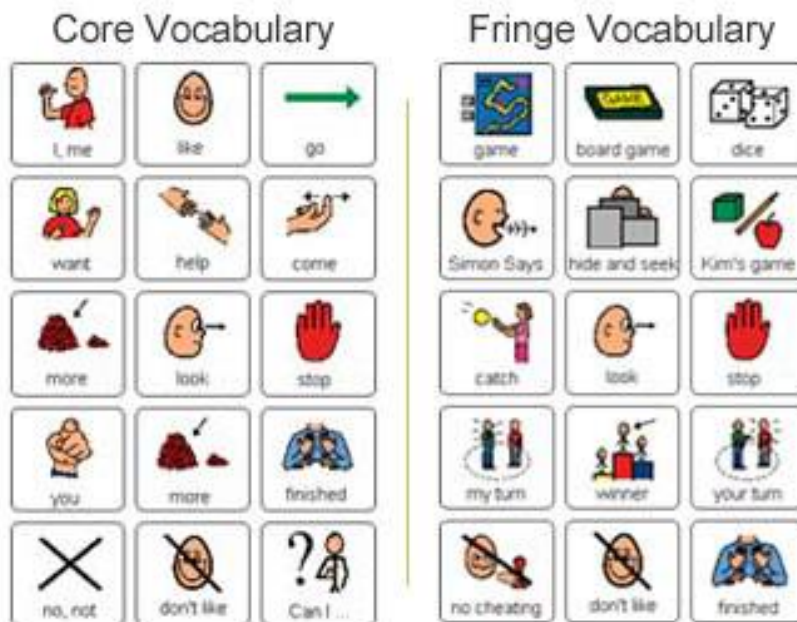 Core Vocabulary
I, me
like
go
want
help
come
more
look
stop
you
more
finished
no, not
don't like
Can I ...
Fringe Vocabulary
game
GAME
board game
dice
Simon Says
hide and seek
Kim's game
catch
look
stop
my turn
winner
your turn
no cheating
don't like
finished